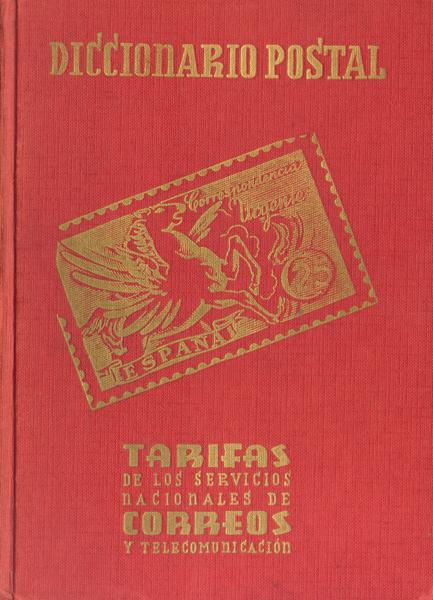 DICCIONARIO POSTAL
Correspondencia
Urgente
25
ESPAÑA
TARIFAS
DE LOS SERVICIOS
NACIONALES DE
CORREOS
Y TELECOMUNICACIÓN